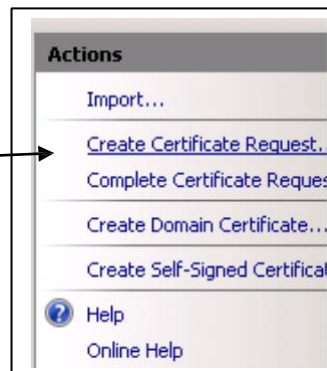 Actions
Import...
Create Certificate Request..
Complete Certificate Reques
Create Domain Certificate...
Create Self-Signed Certificat
Help
Online Help